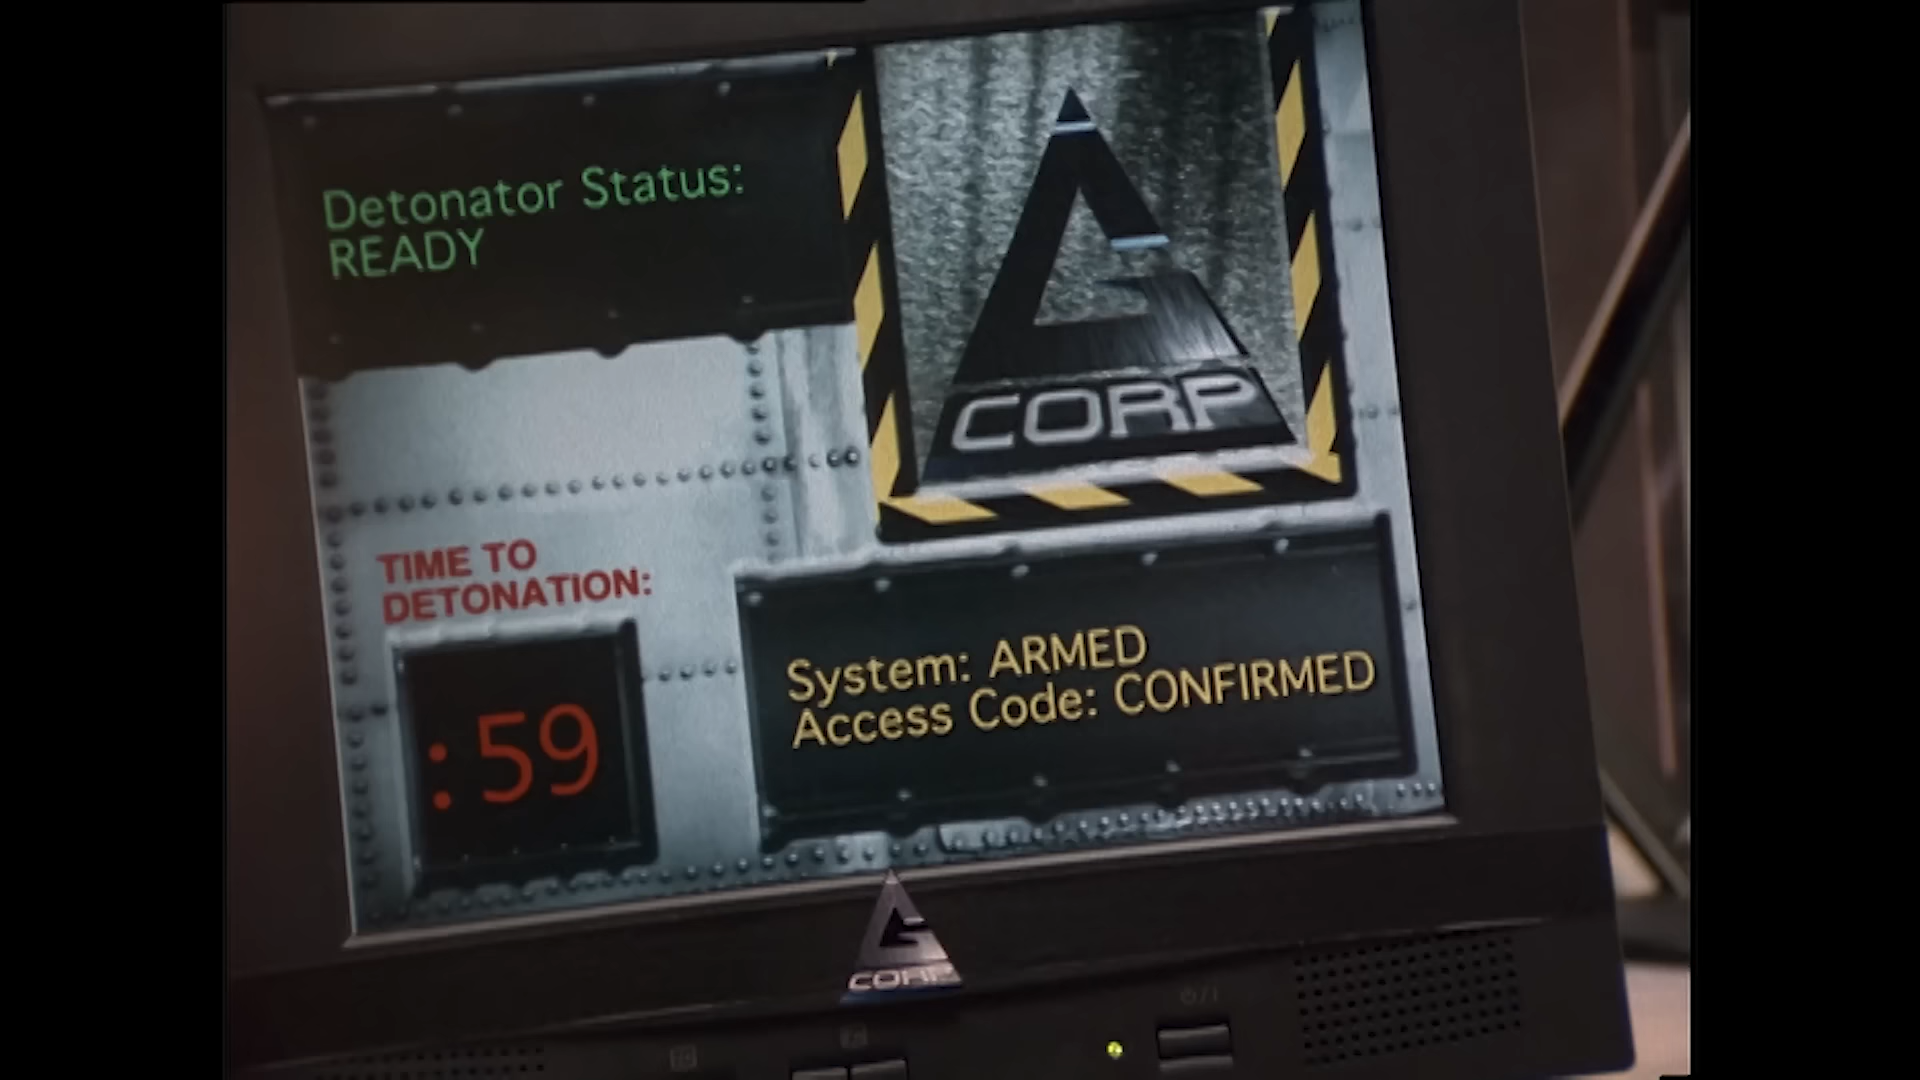 Detonator Status:
READY
CORP
TIME TO
DETONATION:
:59
System: ARMED
Access Code: CONFIRMED
CORP